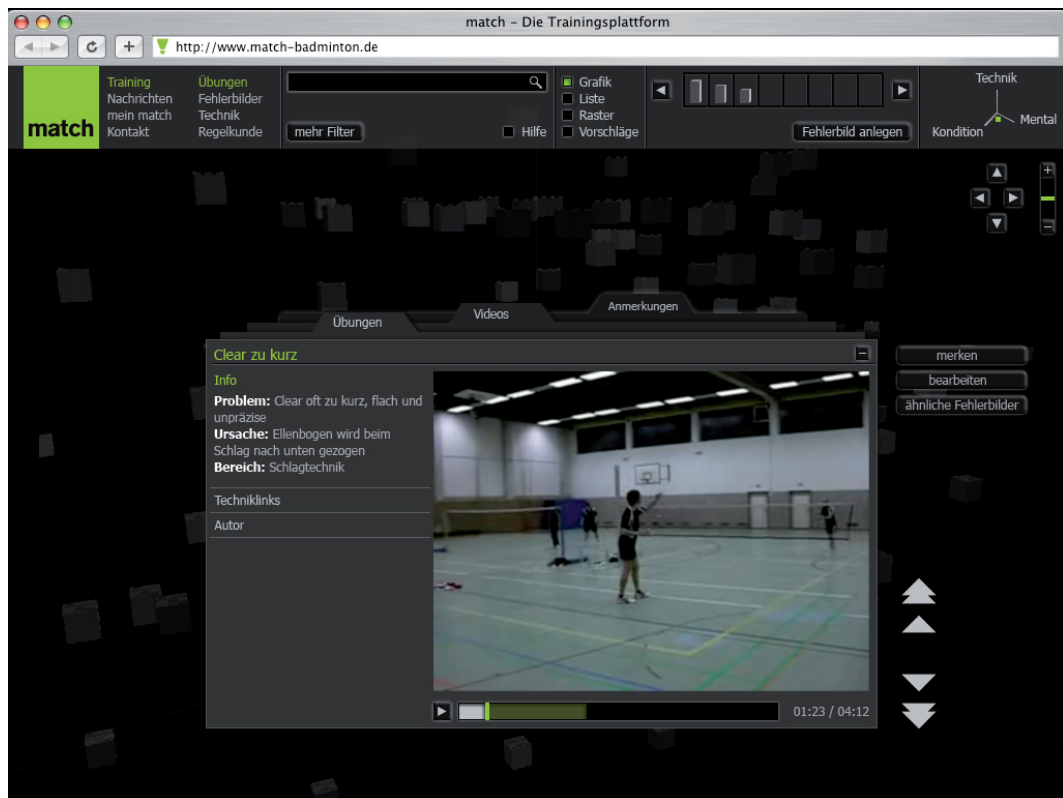 match – Die Trainingsplattform
http://www.match-badminton.de
match
Training
Nachrichten
mein match
Kontakt
Übungen
Fehlerbilder
Technik
Regelkunde
mehr Filter
Hilfe
Grafik
Liste
Raster
Vorschläge
Fehlerbild anlegen
Technik
Mental
Kondition
Übungen
Videos
Anmerkungen
Clear zu kurz
Info
Problem: Clear oft zu kurz, flach und
unpräzise
Ursache: Ellenbogen wird beim
Schlag nach unten gezogen
Bereich: Schlagtechnik
Techniklinks
Autor
merken
bearbeiten
ähnliche Fehlerbilder
01:23 / 04:12